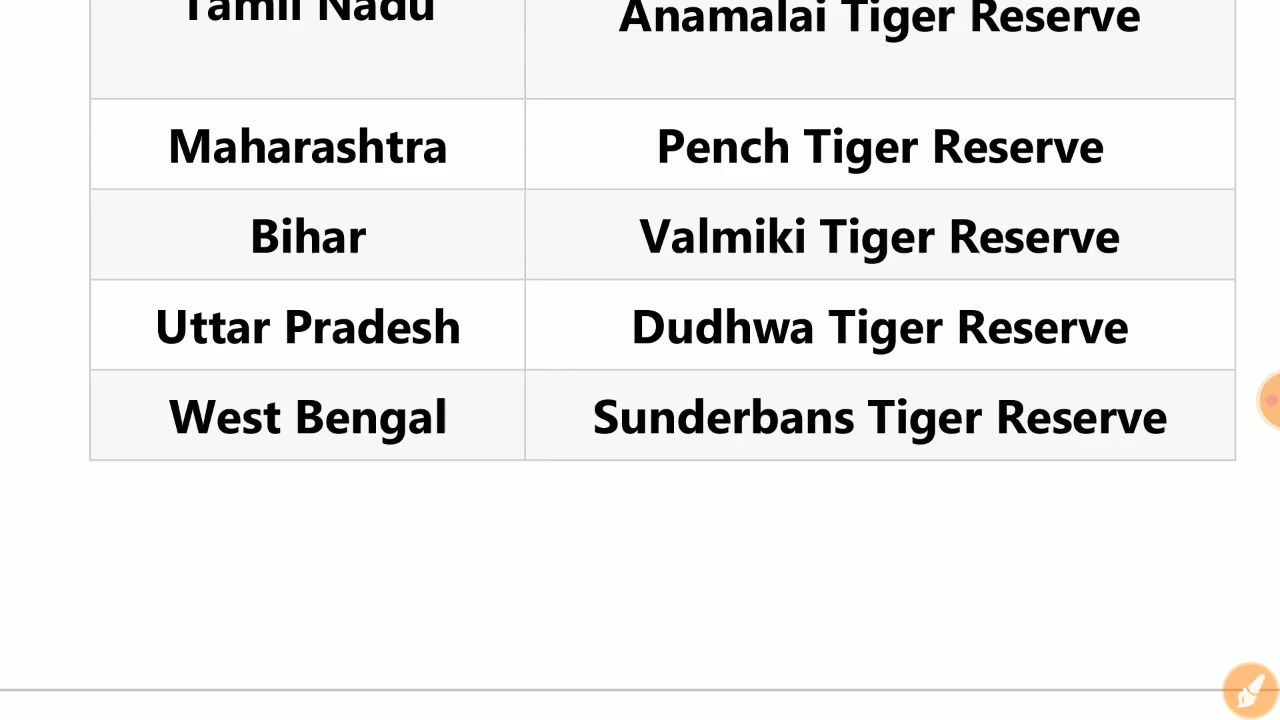 Tamil Nadu Anamalai Tiger Reserve
Maharashtra Pench Tiger Reserve
Bihar Valmiki Tiger Reserve
Uttar Pradesh Dudhwa Tiger Reserve
West Bengal Sunderbans Tiger Reserve